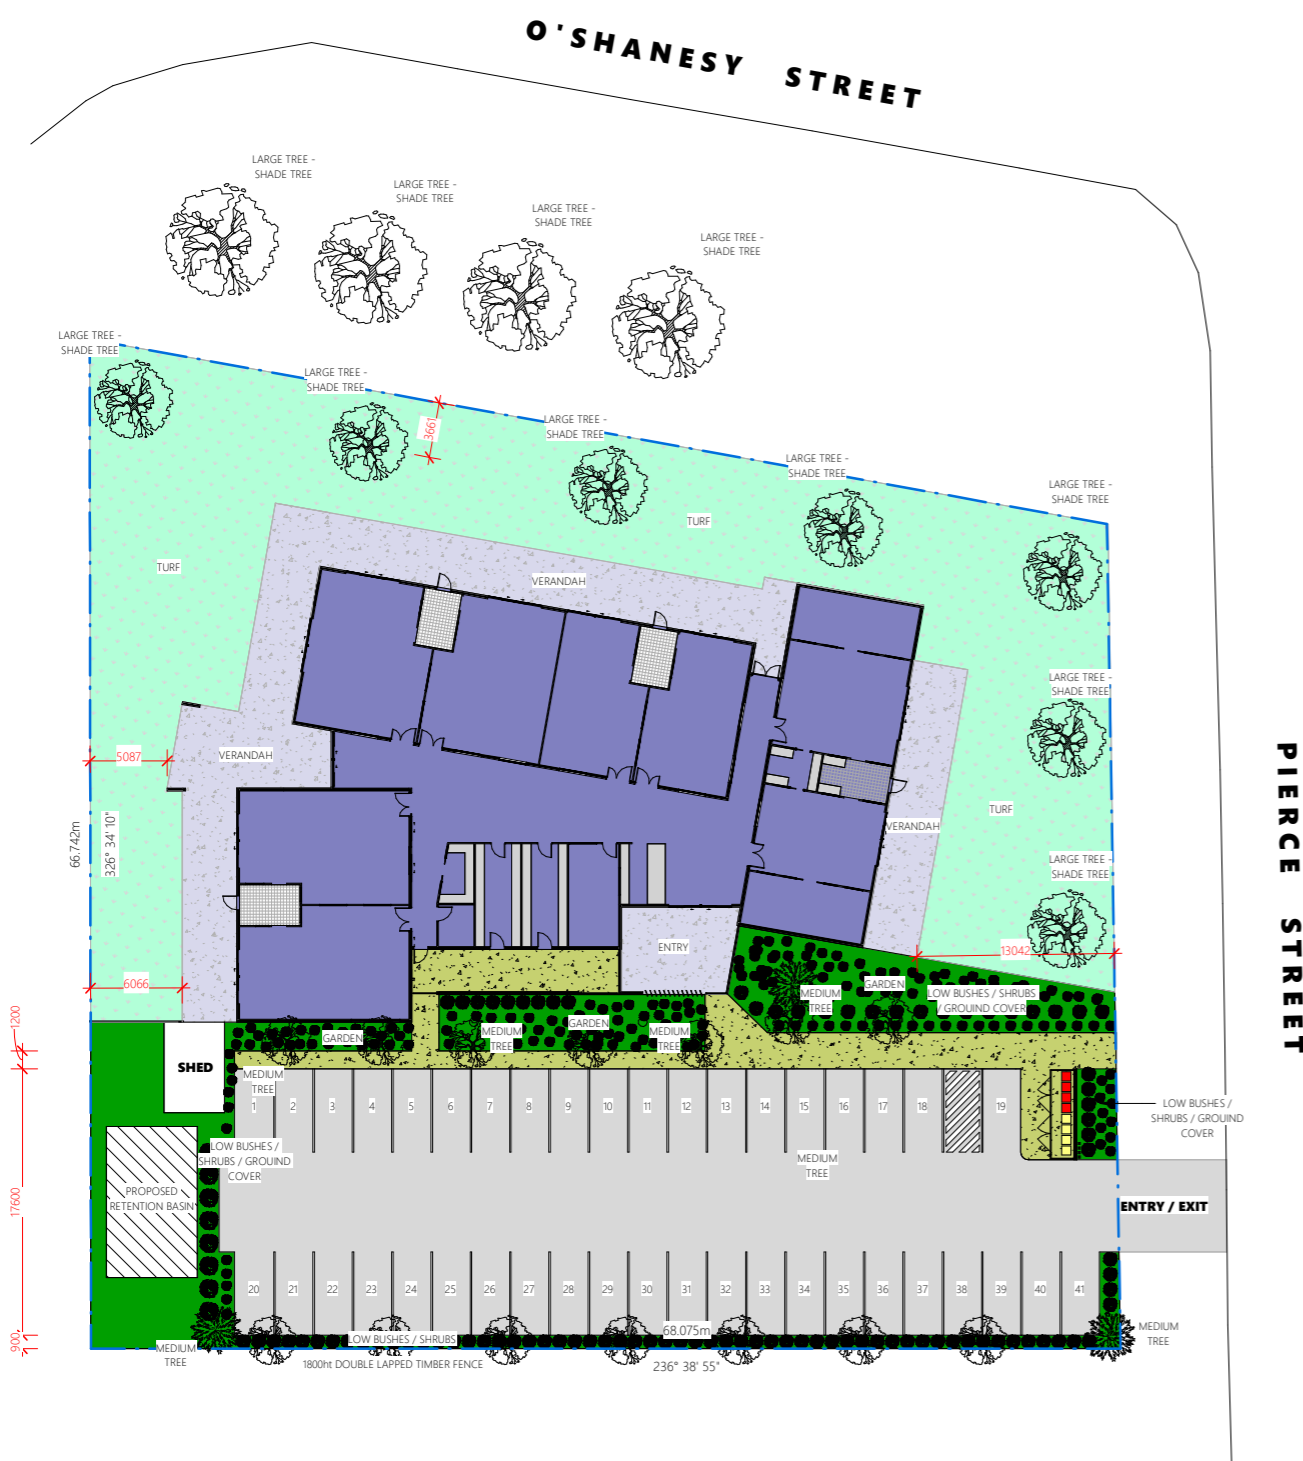 O'SHANESY STREET
LARGE TREE -
SHADE TREE
LARGE TREE -
SHADE TREE
LARGE TREE -
SHADE TREE
LARGE TREE -
SHADE TREE
LARGE TREE -
SHADE TREE
LARGE TREE -
SHADE TREE
3661
LARGE TREE -
SHADE TREE
LARGE TREE -
SHADE TREE
LARGE TREE -
SHADE TREE
TURF
TURF
VERANDAH
LARGE TREE -
SHADE TREE
VERANDAH
5087
PIERCE STREET
TURF
VERANDAH
66.742m
326° 34' 10"
LARGE TREE -
SHADE TREE
ENTRY
13042
6066
GARDEN
MEDIUM
TREE
LOW BUSHES / SHRUBS
/ GROUND COVER
1200
GARDEN
MEDIUM
TREE
GARDEN
MEDIUM
TREE
SHED
MEDIUM
TREE
1 2 3 4 5 6 7 8 9 10 11 12 13 14 15 16 17 18 19
LOW BUSHES /
SHRUBS / GROUND
COVER
LOW BUSHES /
SHRUBS / GROUND
COVER
MEDIUM
TREE
PROPOSED
RETENTION BASIN
17600
ENTRY / EXIT
20 21 22 23 24 25 26 27 28 29 30 31 32 33 34 35 36 37 38 39 40 41
900
LOW BUSHES / SHRUBS
68.075m
MEDIUM
TREE
MEDIUM
TREE
1800ht DOUBLE LAPPED TIMBER FENCE
236° 38' 55"